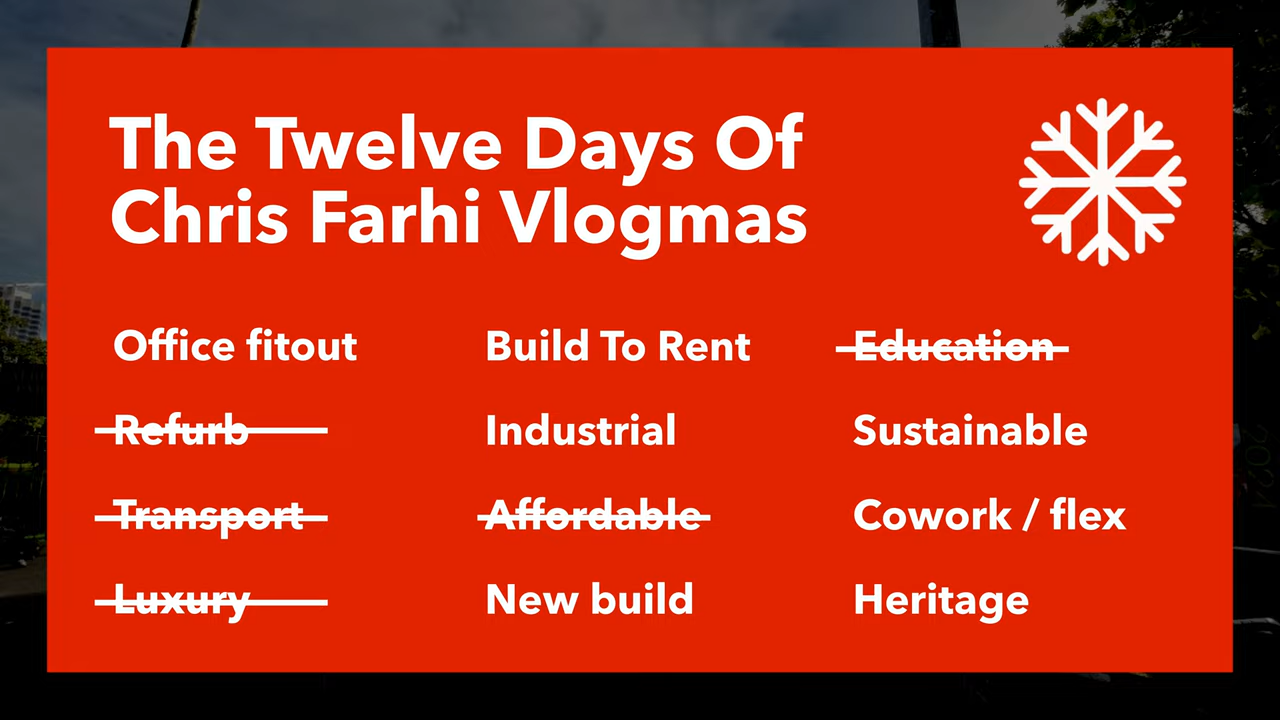 The Twelve Days Of
Chris Farhi Vlogmas
Office fitout
Refurb
Transport
Luxury
Build To Rent
Industrial
Affordable
New build
Education
Sustainable
Cowork / flex
Heritage